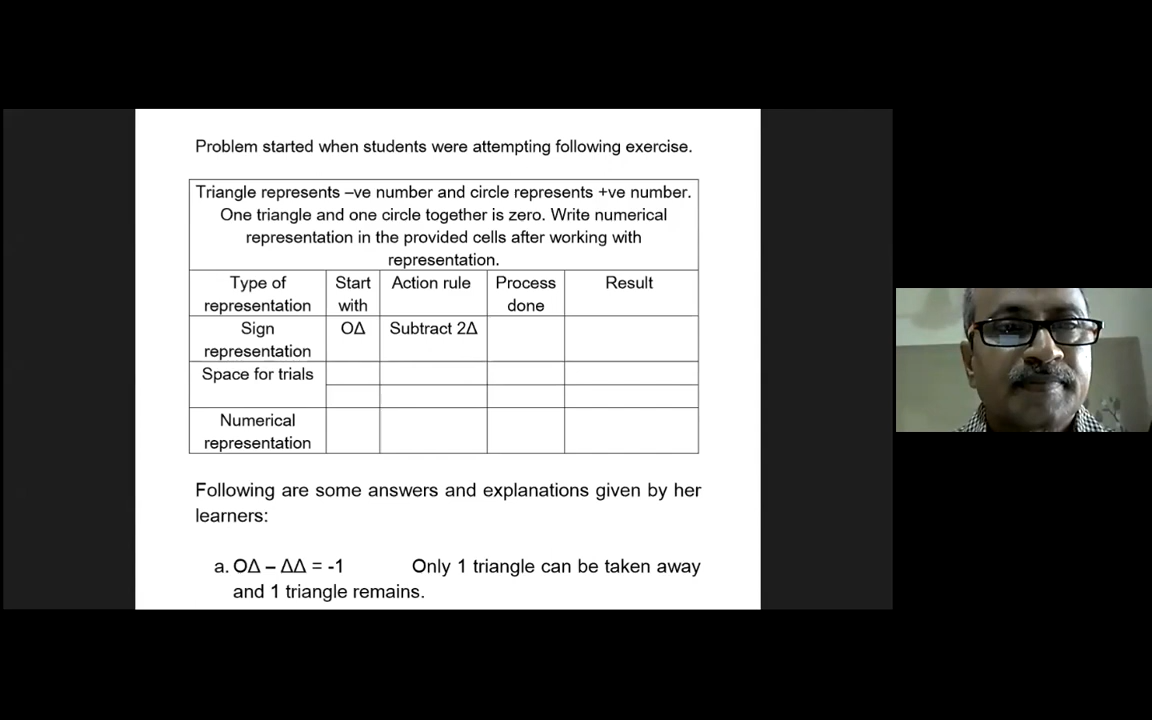 Problem started when students were attempting following exercise.
Triangle represents –ve number and circle represents +ve number.
One triangle and one circle together is zero. Write numerical
representation in the provided cells after working with
representation.
Type of representation Start with Action rule Process done Result
Sign representation OΔ Subtract 2Δ
Space for trials
Numerical representation
Following are some answers and explanations given by her
learners:
a. OΔ – ΔΔ = -1 Only 1 triangle can be taken away
and 1 triangle remains.